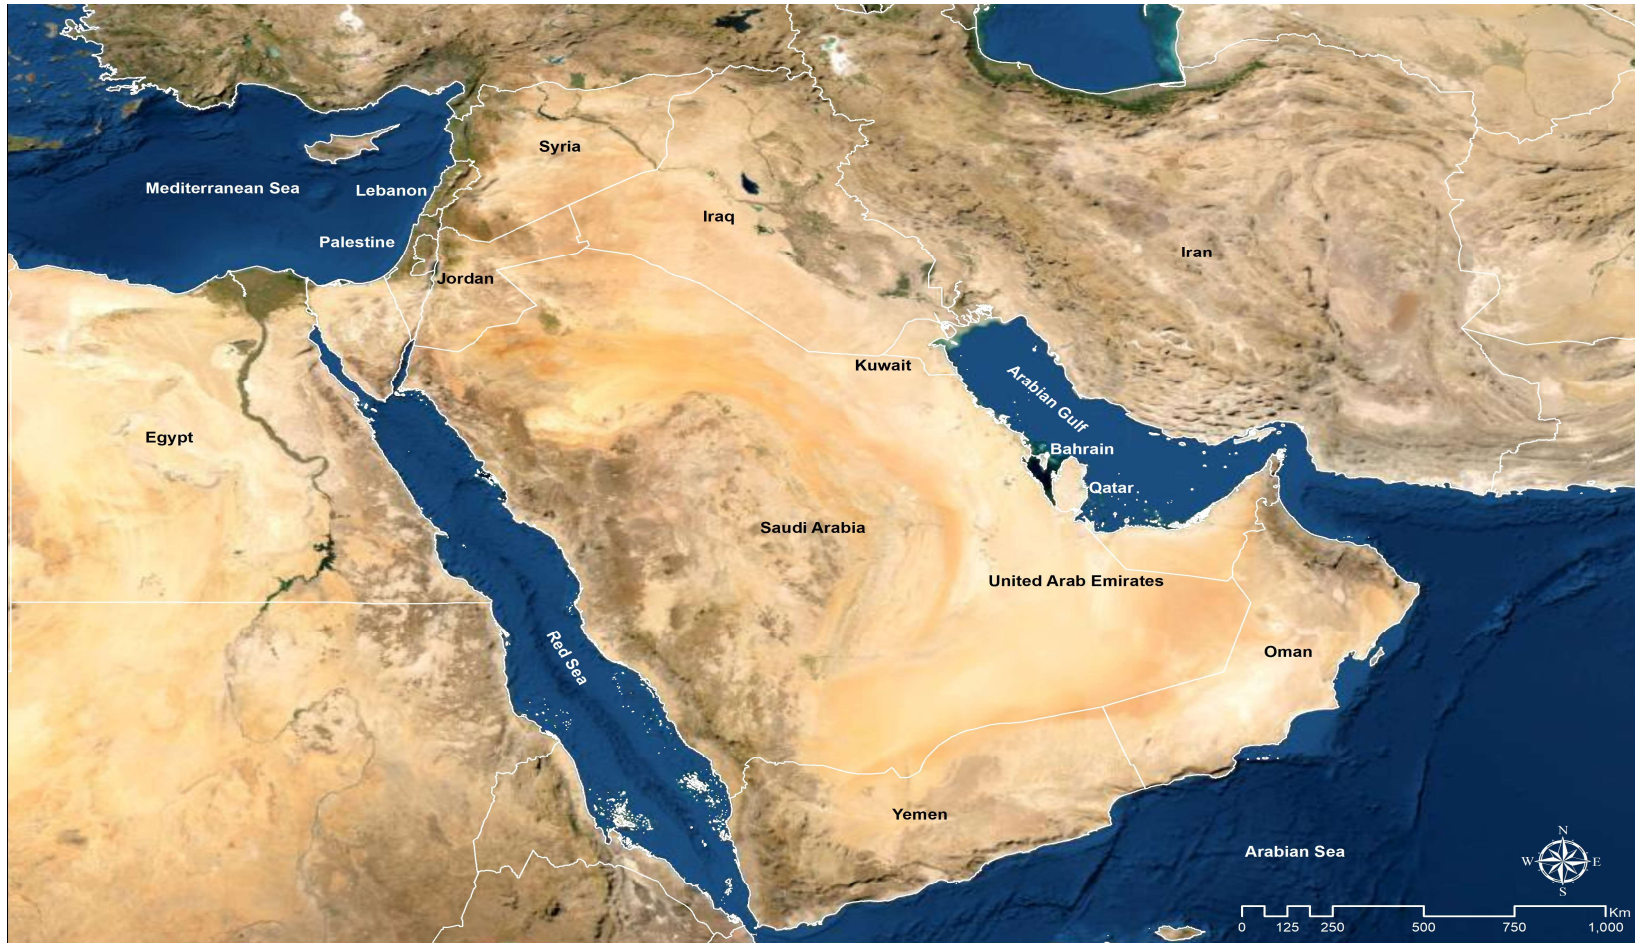 Syria
Mediterranean Sea
Lebanon
Iraq
Palestine
Iran
Jordan
Kuwait
Arabian Gulf
Egypt
Bahrain
Qatar
Saudi Arabia
United Arab Emirates
Red Sea
Oman
Yemen
Arabian Sea
N
W E
S
Km
0 125 250 500 750 1,000